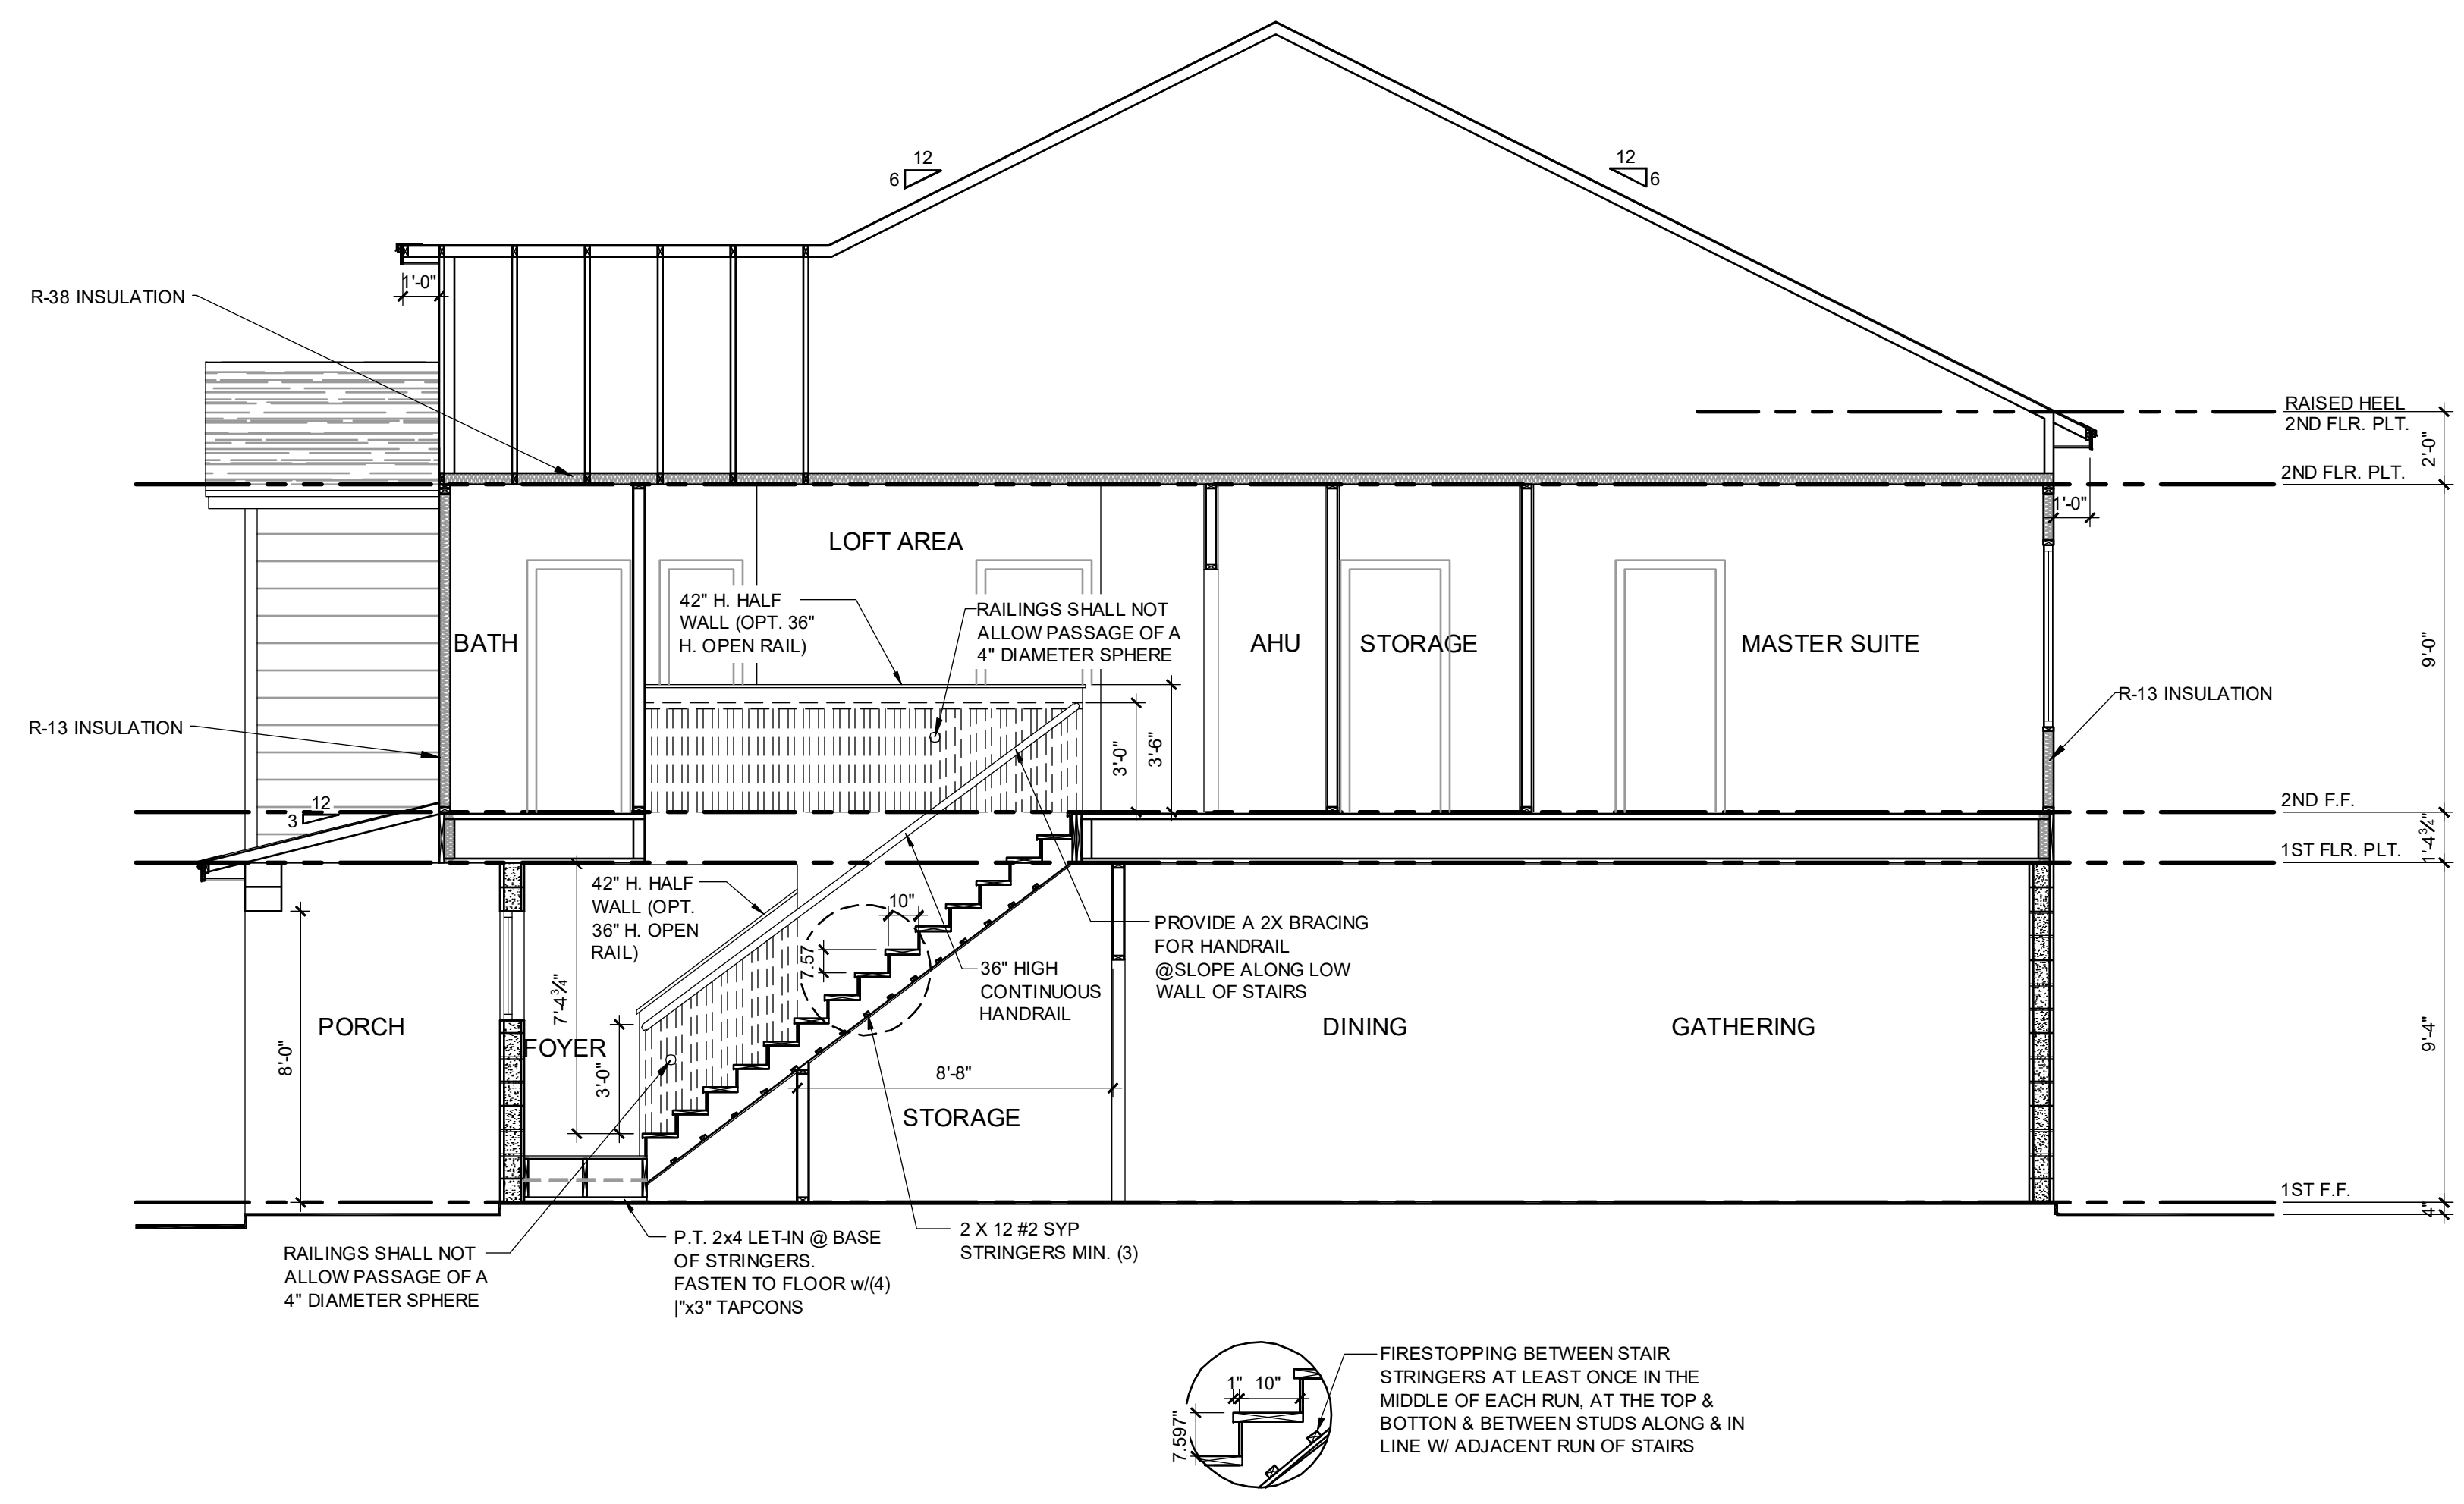 12
6
12
6
1'-0"
R-38 INSULATION
RAISED HEEL
2ND FLR. PLT.
2'-0"
2ND FLR. PLT.
1'-0"
LOFT AREA
42" H. HALF
WALL (OPT. 36"
H. OPEN RAIL)
RAILINGS SHALL NOT
ALLOW PASSAGE OF A
4" DIAMETER SPHERE
BATH
AHU
STORAGE
MASTER SUITE
9'-0"
R-13 INSULATION
R-13 INSULATION
3'-0"
3'-6"
12
3
2ND F.F.
1'-4¾"
1ST FLR. PLT.
42" H. HALF
WALL (OPT.
36" H. OPEN
RAIL)
10"
7.57
PROVIDE A 2X BRACING
FOR HANDRAIL
@SLOPE ALONG LOW
WALL OF STAIRS
36" HIGH
CONTINUOUS
HANDRAIL
7'-4¾"
PORCH
FOYER
DINING
GATHERING
9'-4"
8'-0"
3'-0"
8'-8"
STORAGE
1ST F.F.
4"
RAILINGS SHALL NOT
ALLOW PASSAGE OF A
4" DIAMETER SPHERE
P.T. 2x4 LET-IN @ BASE
OF STRINGERS.
FASTEN TO FLOOR w/(4)
|"x3" TAPCONS
2 X 12 #2 SYP
STRINGERS MIN. (3)
1"
10"
7.597"
FIRESTOPPING BETWEEN STAIR
STRINGERS AT LEAST ONCE IN THE
MIDDLE OF EACH RUN, AT THE TOP &
BOTTON & BETWEEN STUDS ALONG & IN
LINE W/ ADJACENT RUN OF STAIRS